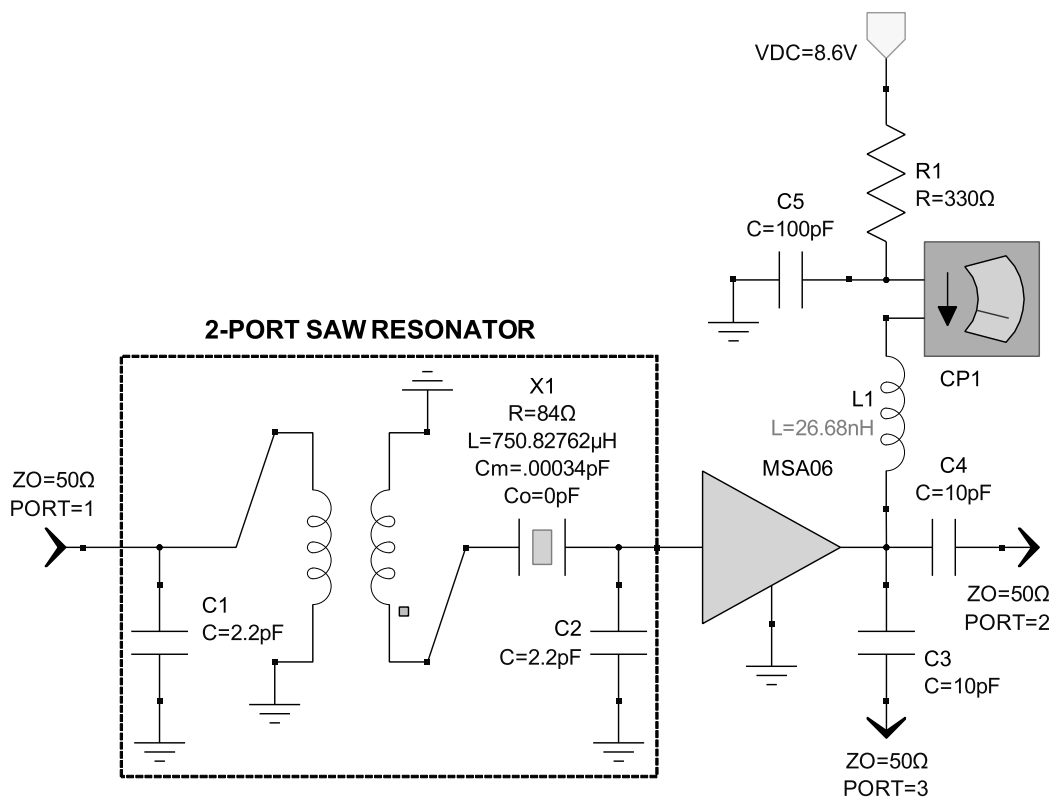 VDC=8.6V
R1
R=330Ω
C5
C=100pF
2-PORT SAW RESONATOR
CP1
X1
R=84Ω
L=750.82762µH
Cm=.00034pF
Co=0pF
L1
L=26.68nH
MSA06
C4
C=10pF
ZO=50Ω
PORT=1
ZO=50Ω
PORT=2
C1
C=2.2pF
C2
C=2.2pF
C3
C=10pF
ZO=50Ω
PORT=3